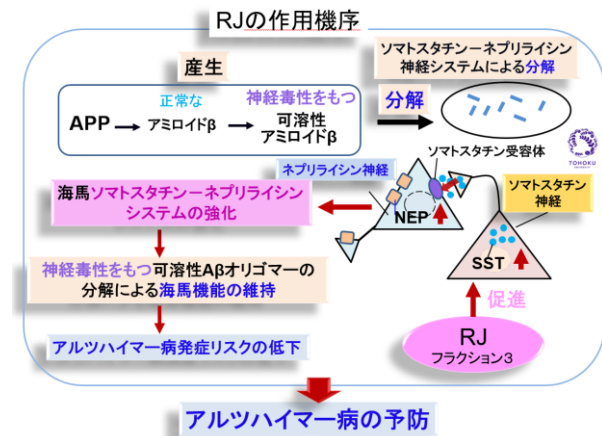 RJの作用機序
産生
ソマトスタチンーネプリライシン
神経システムによる分解
正常な
神経毒性をもつ
APP
アミロイドβ
可溶性
アミロイドβ
分解
ソマトスタチン受容体
TOHOKU
ネプリライシン神経
海馬ソマトスタチンーネプリライシン
システムの強化
NEP
ソマトスタチン
神経
SST
神経毒性をもつ可溶性Aβオリゴマーの
分解による海馬機能の維持
促進
RJ
フラクション3
アルツハイマー病発症リスクの低下
アルツハイマー病の予防